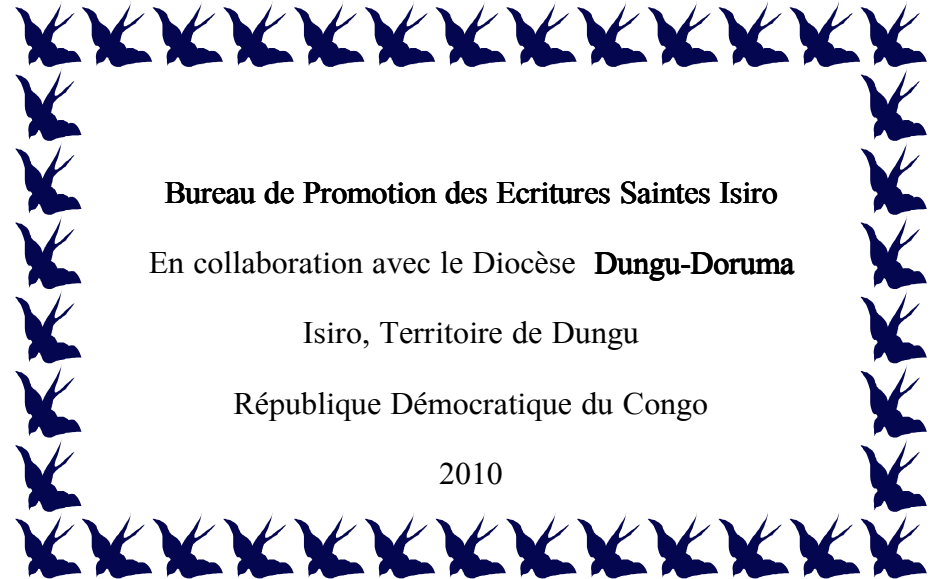 Bureau de Promotion des Ecritures Saintes Isiro
En collaboration avec le Diocèse Dungu-Doruma
Isiro, Territoire de Dungu
République Démocratique du Congo
2010